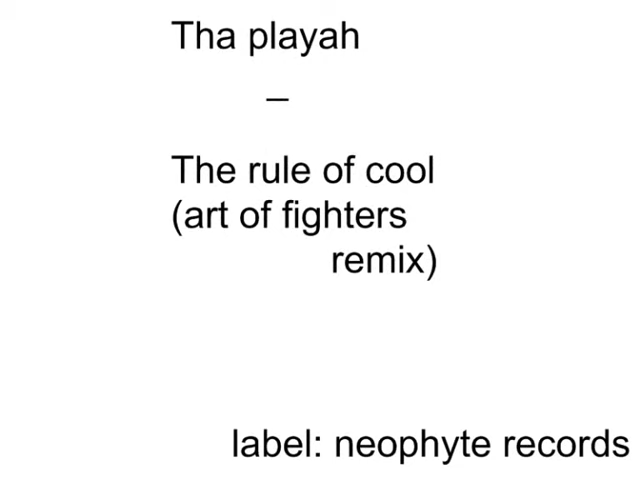 Tha playah
–
The rule of cool
(art of fighters
remix)
label: neophyte records